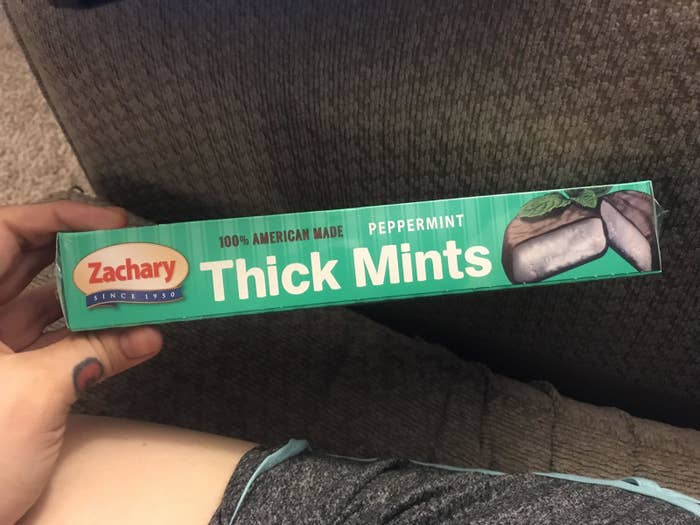 Zachary
SINCE 1950
100% AMERICAN MADE
PEPPERMINT
Thick Mints